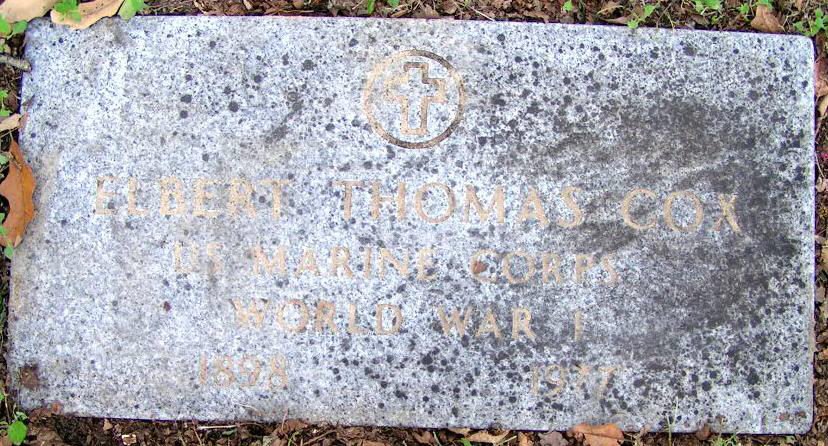 ELBERT THOMAS COX
US MARINE CORPS
WORLD WAR I
1898 1977